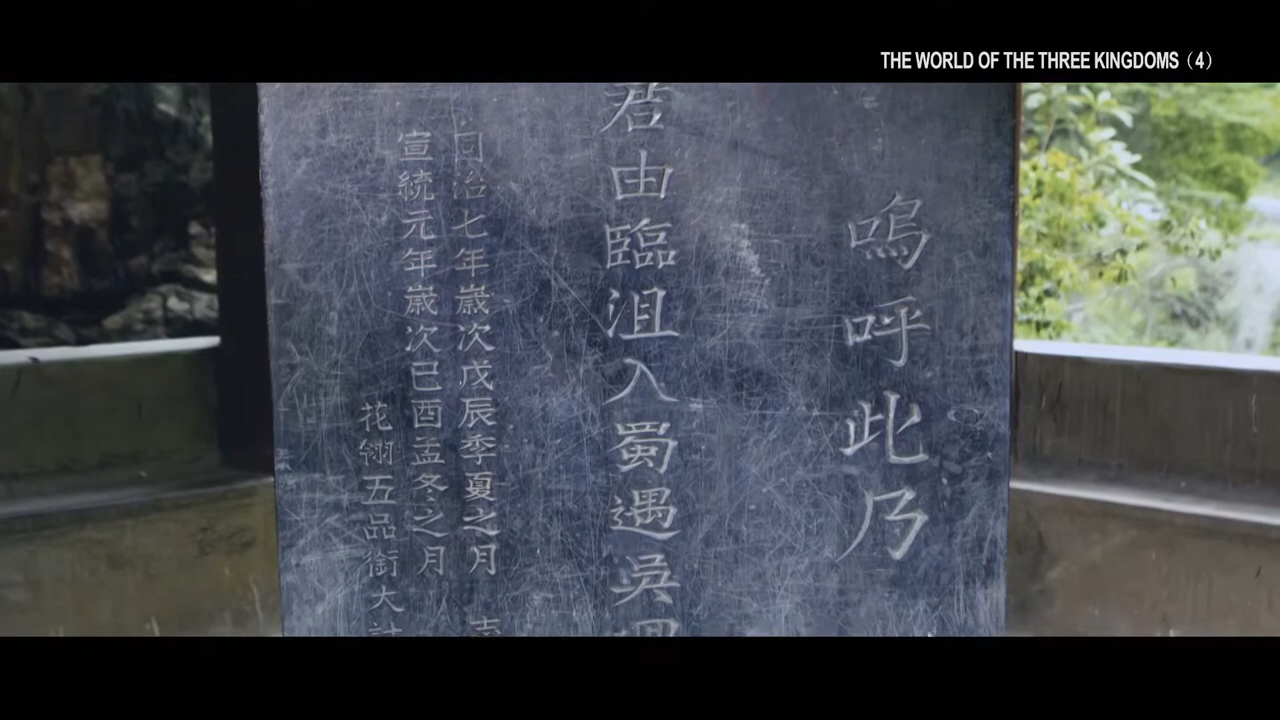 THE WORLD OF THE THREE KINGDOMS（4）
嗚呼此乃
君由臨沮入蜀遇吳
同治七年歲次戊辰季夏之月
宣統元年歲次己酉孟冬之月
花翎五品銜大